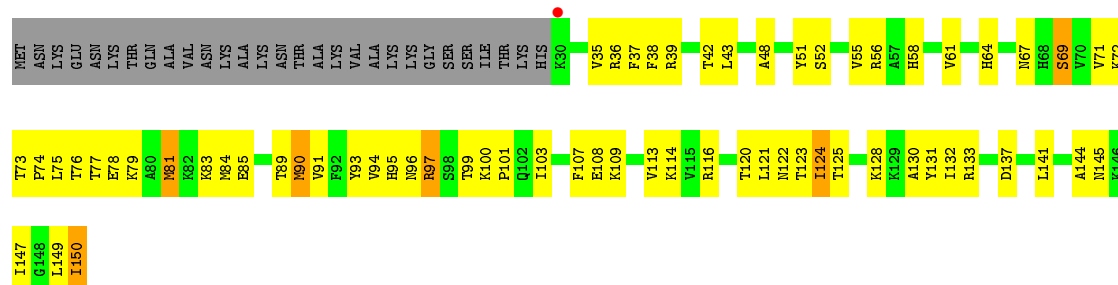 MET ASN LYS GLU ASN LYS THR GLN ALA VAL ASN LYS ALA LYS ASN THR ALA LYS VAL ALA LYS LYS GLY SER SER ILE THR LYS HIS K30 V35 R36 F37 F38 R39 T42 L43 A48 Y51 S52 V55 R56 A57 H58 V61 H64 N67 H68 S69 V70 V71 K72
T73 P74 L75 T76 T77 E78 K79 A80 M81 K82 K83 M84 E85 T89 M90 V91 F92 Y93 V94 H95 N96 R97 S98 T99 K100 P101 Q102 I103 F107 E108 K109 V113 K114 V115 R116 T120 L121 N122 T123 I124 T125 K128 K129 A130 Y131 I132 R133 D137 L141 A144 N145 K146
I147 G148 L149 I150